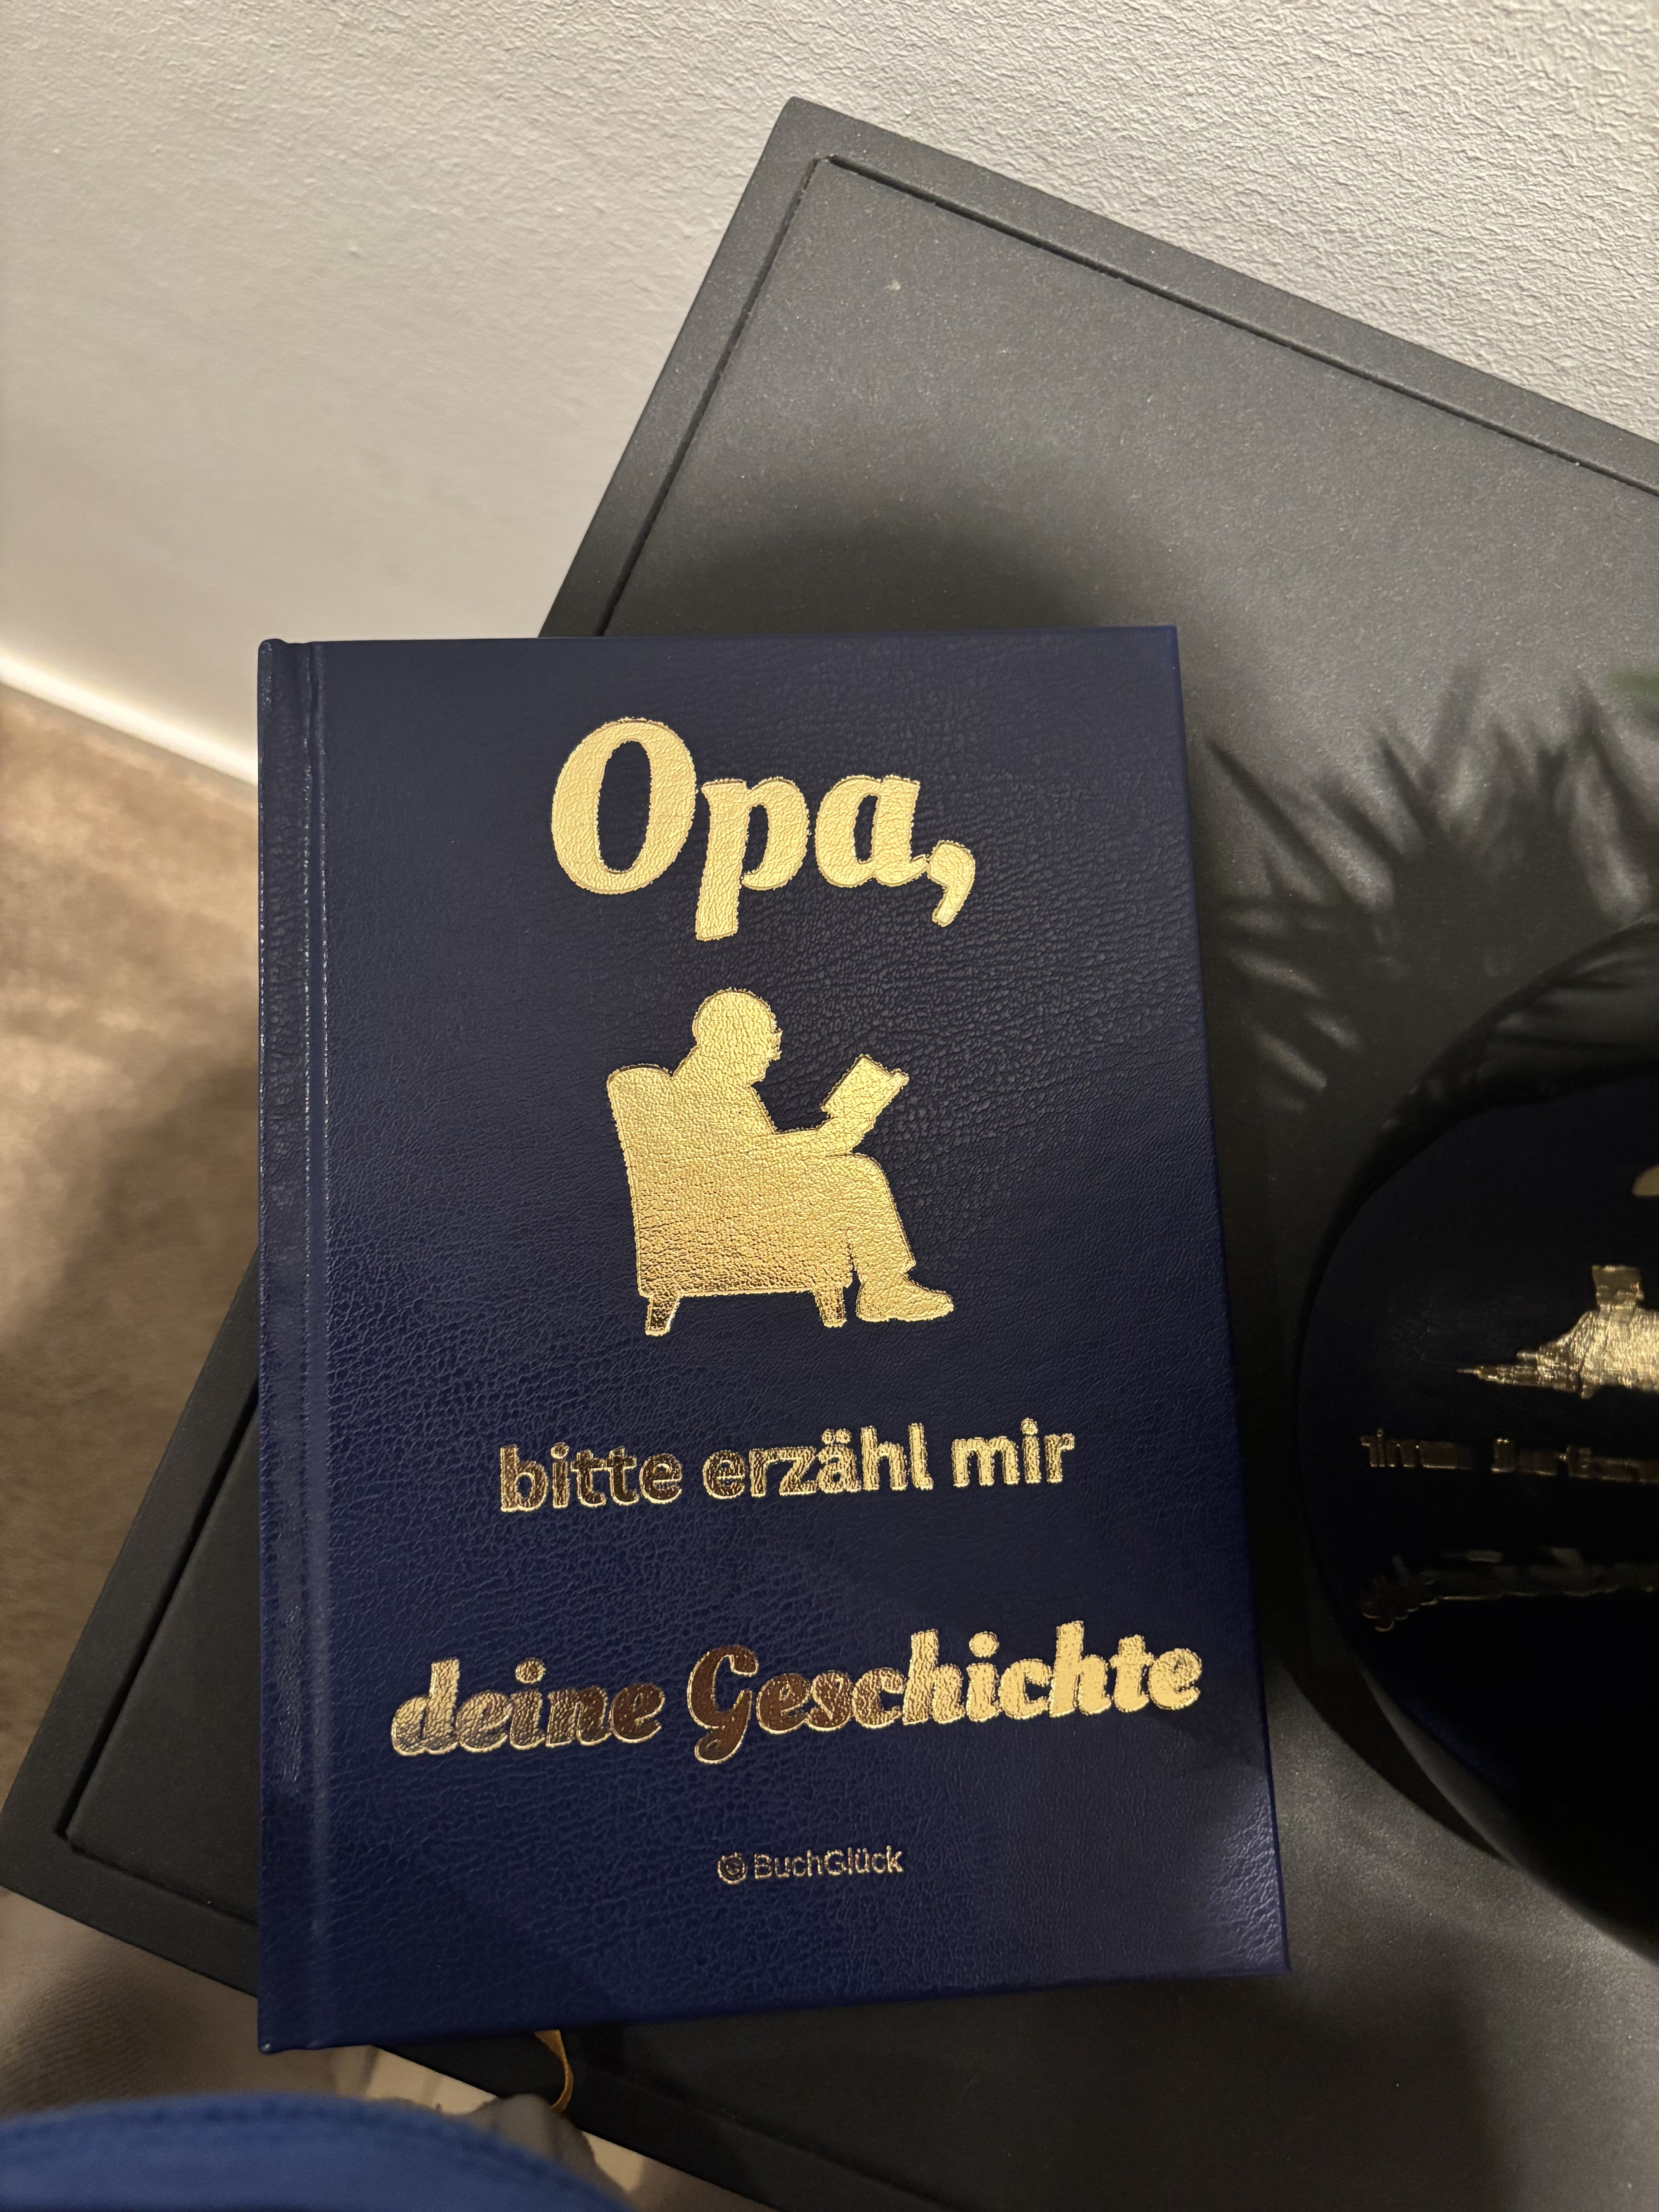 Opa,
bitte erzähl mir
deine Geschichte
BuchGlück